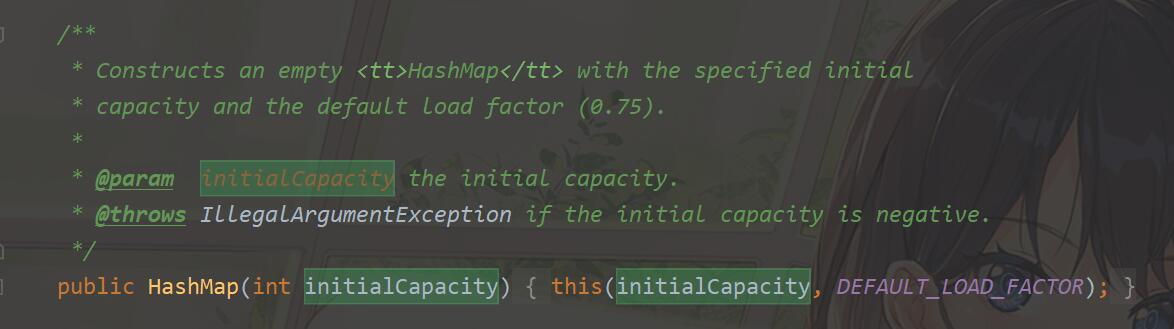 /**
* Constructs an empty <tt>HashMap</tt> with the specified initial
* capacity and the default load factor (0.75).
*
* @param initialCapacity the initial capacity.
* @throws IllegalArgumentException if the initial capacity is negative.
*/
public HashMap(int initialCapacity) { this(initialCapacity, DEFAULT_LOAD_FACTOR); }